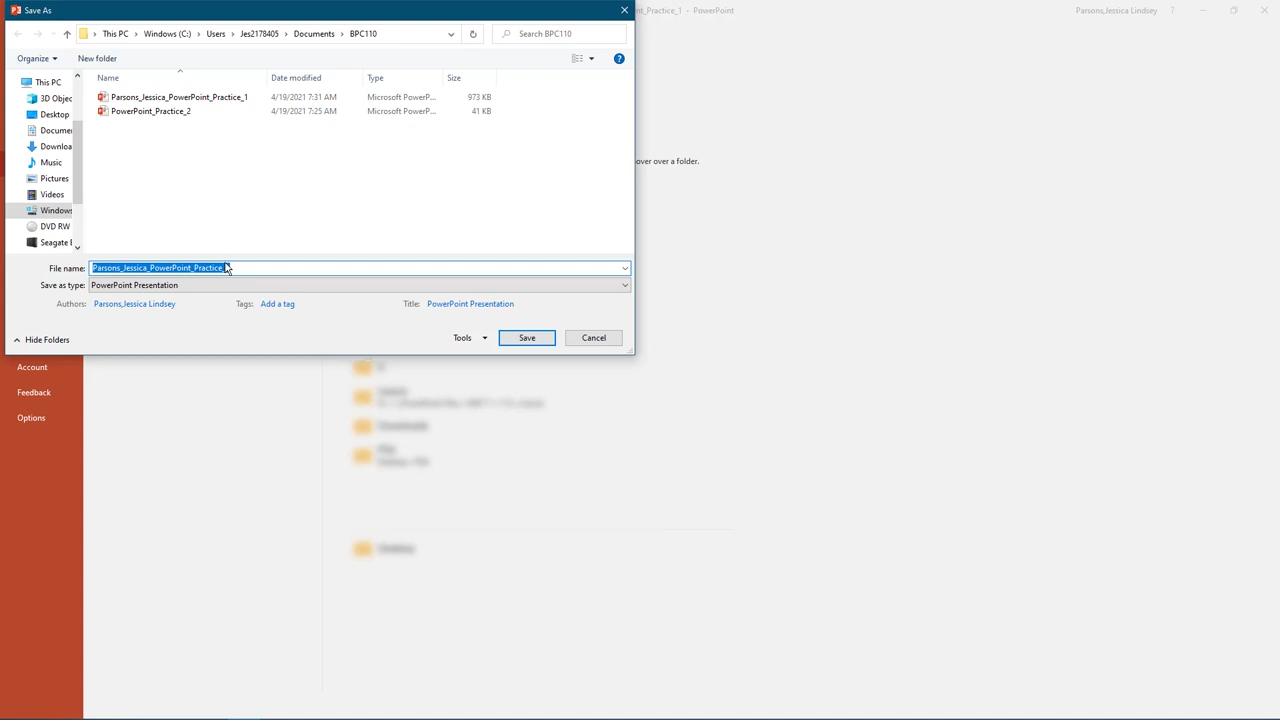 Save As
nt_Practice_1 - PowerPoint
Parsons,Jessica Lindsey
?
This PC
Windows (C:)
Users
Jes2178405
Documents
BPC110
Search BPC110
Organize
New folder
?
Name
Date modified
Type
Size
This PC
3D Objec
Desktop
Docume
Downloa
Music
Pictures
Videos
Windows
DVD RW
Seagate E
Parsons_Jessica_PowerPoint_Practice_1
4/19/2021 7:31 AM
Microsoft PowerP...
973 KB
PowerPoint_Practice_2
4/19/2021 7:25 AM
Microsoft PowerP...
41 KB
over over a folder.
File name:
Parsons_Jessica_PowerPoint_Practice_
Save as type:
PowerPoint Presentation
Authors:
Parsons,Jessica Lindsey
Tags:
Add a tag
Title:
PowerPoint Presentation
Hide Folders
Tools
Save
Cancel
Account
Feedback
Options